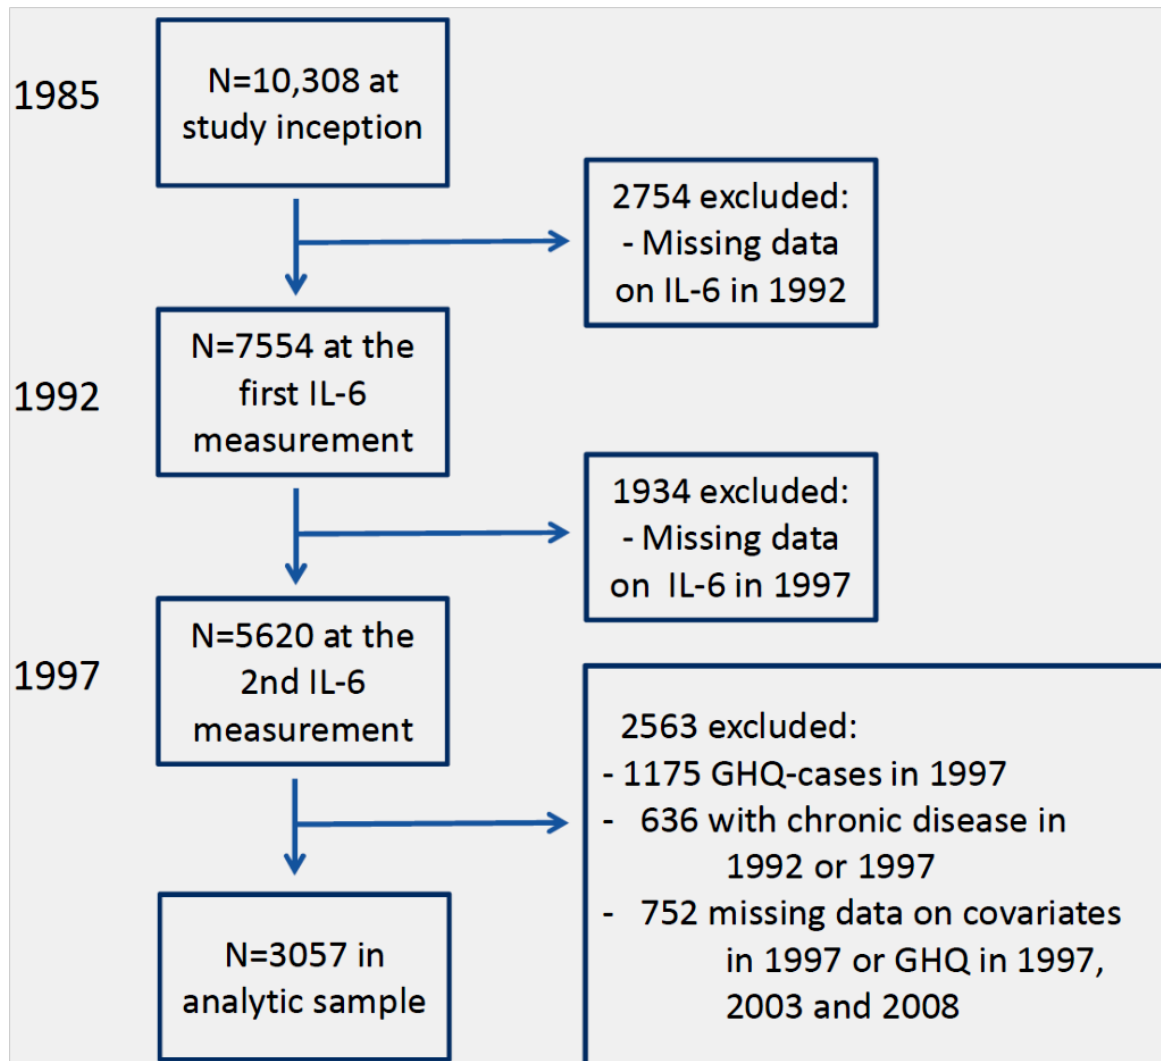 1985
N=10,308 at
study inception
2754 excluded:
- Missing data
on IL-6 in 1992
1992
N=7554 at the
first IL-6
measurement
1934 excluded:
- Missing data
on IL-6 in 1997
1997
N=5620 at the
2nd IL-6
measurement
2563 excluded:
- 1175 GHQ-cases in 1997
- 636 with chronic disease in
1992 or 1997
- 752 missing data on covariates
in 1997 or GHQ in 1997,
2003 and 2008
N=3057 in
analytic sample